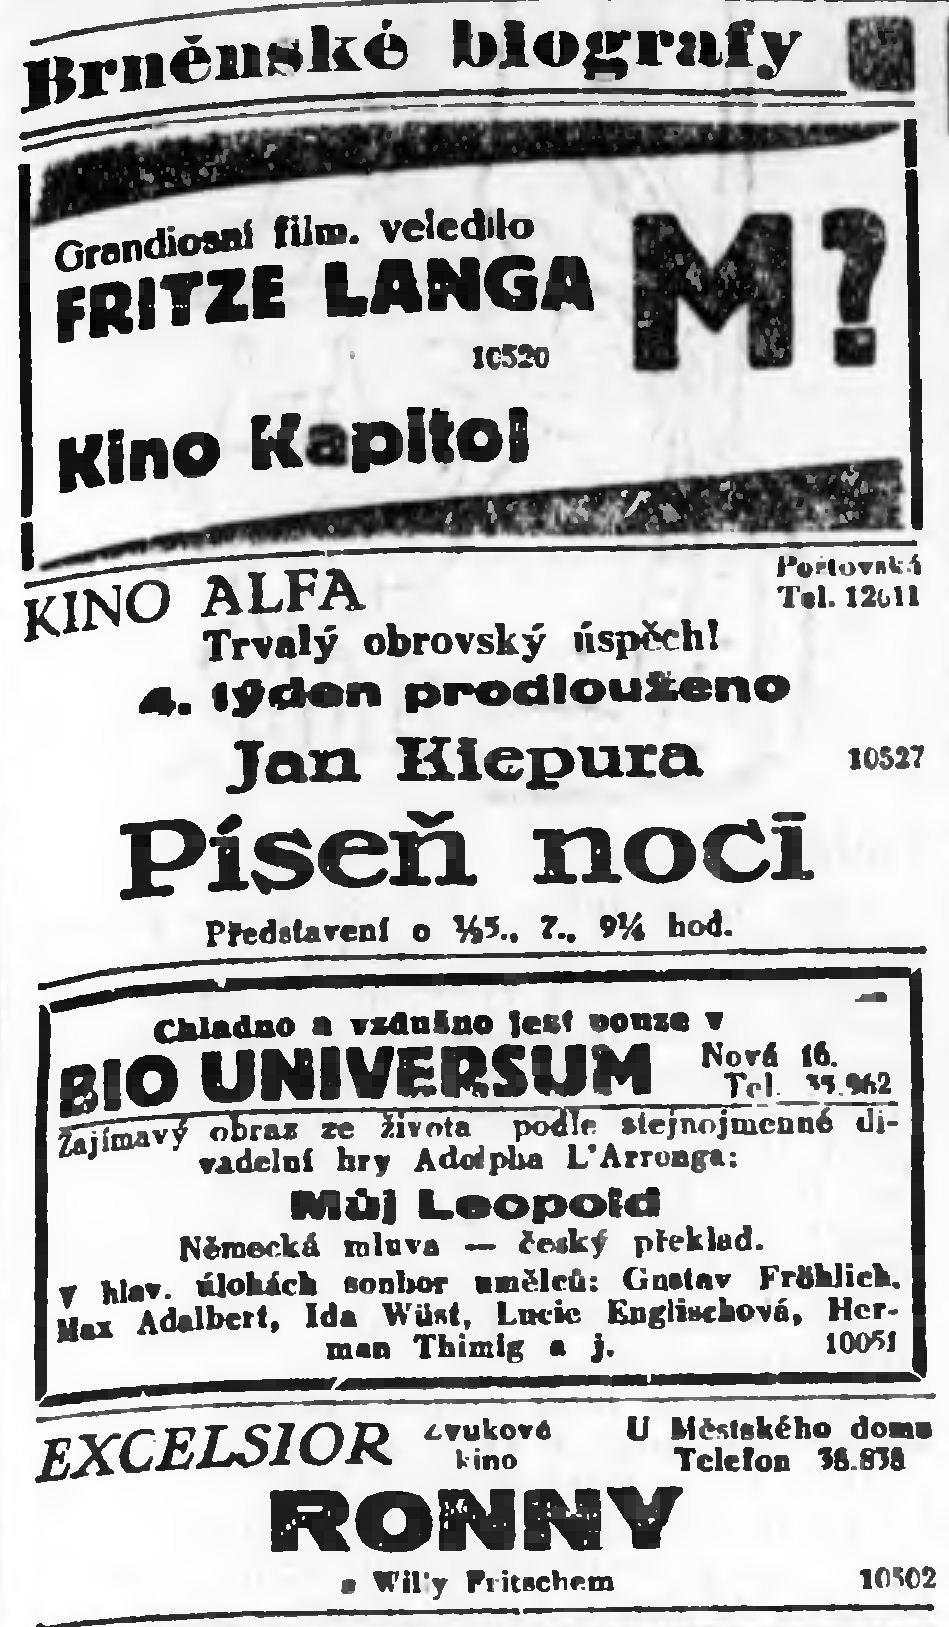 Brněnské biografy
Grandiosní film. veledílo
FRITZE LANGA
M?
10520
Kino Kapitol
KINO ALFA
Poštovská
Tel. 12611
Trvalý obrovský úspěch!
4. týden prodlouženo
Jan Kiepura
10527
Píseň noci
Představení o ½5., 7., 9¼ hod.
Chladno a vzdušno jest pouze v
BIO UNIVERSUM
Nová 16.
Tel.
Zajímavý obraz ze života podle stejnojmenné di-
vadelní hry Adolpha L'Arronga:
Můj Leopold
Německá mluva — český překlad.
V hlav. úlohách soubor umělců: Gustav Fröhlich,
Max Adalbert, Ida Wüst, Lucie Englischová, Her-
man Thimig a j.
10051
EXCELSIOR
zvukové
kino
U Městského domu
Telefon 38.838
RONNY
s Willy Fritschem
10502